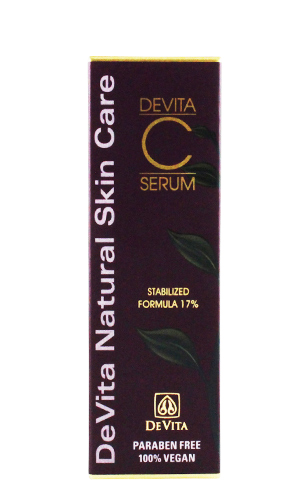 DeVita Natural Skin Care
DEVITA
C
SERUM
STABILIZED
FORMULA 17%
DEVITA
PARABEN FREE
100% VEGAN